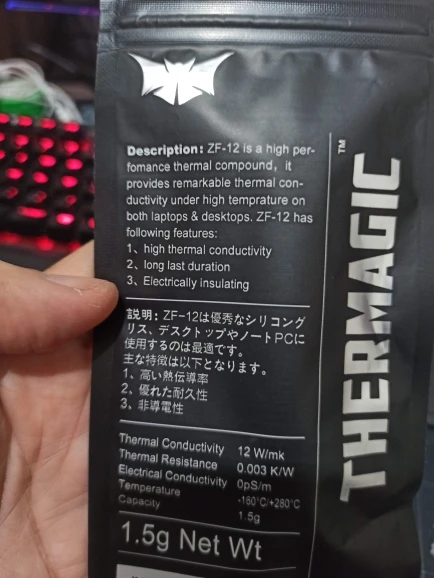 Description: ZF-12 is a high per-
fomance thermal compound, it
provides remarkable thermal con-
ductivity under high temprature on
both laptops & desktops. ZF-12 has
following features:
1、high thermal conductivity
2、long last duration
3、Electrically insulating
説明: ZF-12は優秀なシリコング
リス、デスクトップやノートPCに
使用するのは最適です。
主な特徴は以下となります。
1、高い熱伝導率
2、優れた耐久性
3、非導電性
Thermal Conductivity 12 W/mk
Thermal Resistance 0.003 K/W
Electrical Conductivity 0pS/m
Temperature -160°C/+280°C
Capacity 1.5g
1.5g Net Wt
THERMAGIC™